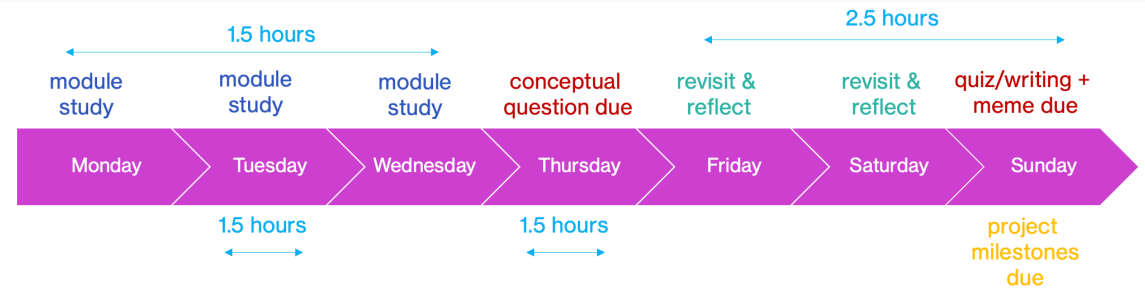 1.5 hours
2.5 hours
module
study
module
study
module
study
conceptual
question due
revisit &
reflect
revisit &
reflect
quiz/writing +
meme due
Monday
Tuesday
Wednesday
Thursday
Friday
Saturday
Sunday
1.5 hours
1.5 hours
project
milestones
due